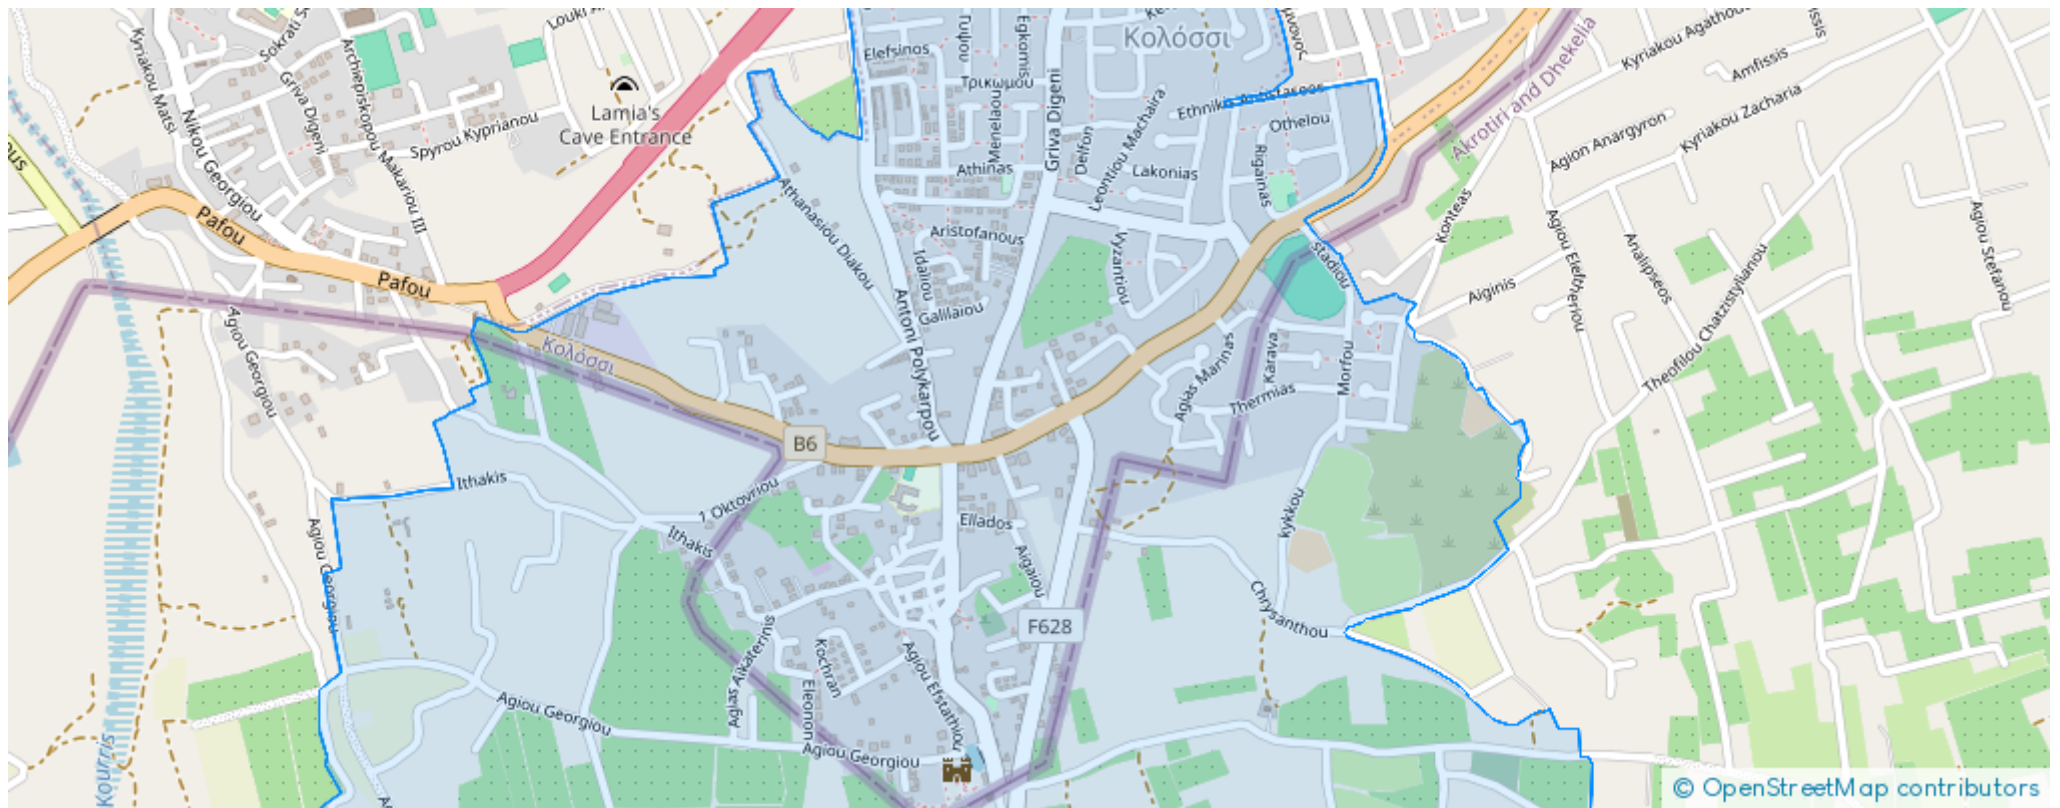 Kyriakou Matsi
Sokrati S
Archiepiskopou Makariou III
Griva Digeni
Nikou Georgiou
Spyrou Kyprianou
Lamia's
Cave Entrance
Elefsinos
Τρικωμου
Egkomis
Menelaou
Griva Digeni
Delfon
Leontiou Machaira
Κολόσσι
Ethnikis Antistaseos
Othelou
Rigainas
Lakonias
Athinas
Kyriakou Agathou
Amfissis
Kyriakou Zacharia
Agion Anargyron
Akrotiri and Dhekelia
Konteas
Agiou Eleftheriou
Analipseos
Agiou Stefanou
Theofilou Chatzistyllanou
Aiginis
Stadiou
Pafou
Pafou
Athanasiou Diakou
Aristofanous
Idaliou
Galilaiou
Vyzantiou
Antoni Polykarpou
Agiou Georgiou
Κολόσσι
Agias Marinas
Karava
Thermias
Morfou
B6
Ithakis
1 Oktovriou
Ithakis
Ellados
Aigaiou
Kykkou
Chrysanthou
F628
Agiou Georgiou
Agias Aikaterinis
Kochran
Eleonon
Agiou Efstathiou
Agiou Georgiou
Agiou Georgiou
Kourris
© OpenStreetMap contributors